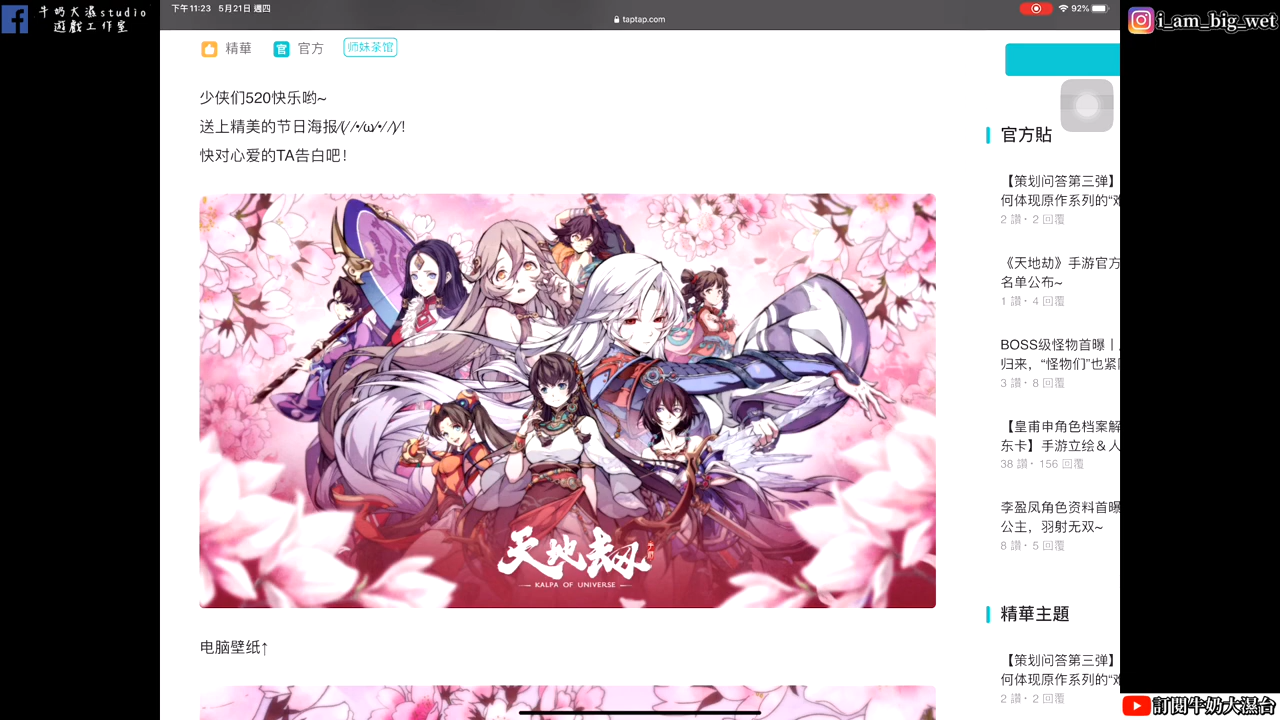 牛奶大濕studio
遊戲工作室
下午11:23 5月21日 週四
taptap.com
92%
i_am_big_wet
精華 官 官方 师妹茶馆
少侠们520快乐哟~
送上精美的节日海报/(/ /•/ω/•/ /)/!
快对心爱的TA告白吧!
天地劫
手游
KALPA OF UNIVERSE
电脑壁纸↑
官方貼
【策划问答第三弹】
何体现原作系列的“难
2 讚 · 2 回覆
《天地劫》手游官方
名单公布~
1 讚 · 4 回覆
BOSS级怪物首曝丨
归来,“怪物们”也紧
3 讚 · 8 回覆
【皇甫申角色档案解
东卡】手游立绘&人
38 讚 · 156 回覆
李盈凤角色资料首曝
公主,羽射无双~
8 讚 · 5 回覆
精華主題
【策划问答第三弹】
何体现原作系列的“难
2 讚 · 2 回覆
訂閱牛奶大濕台